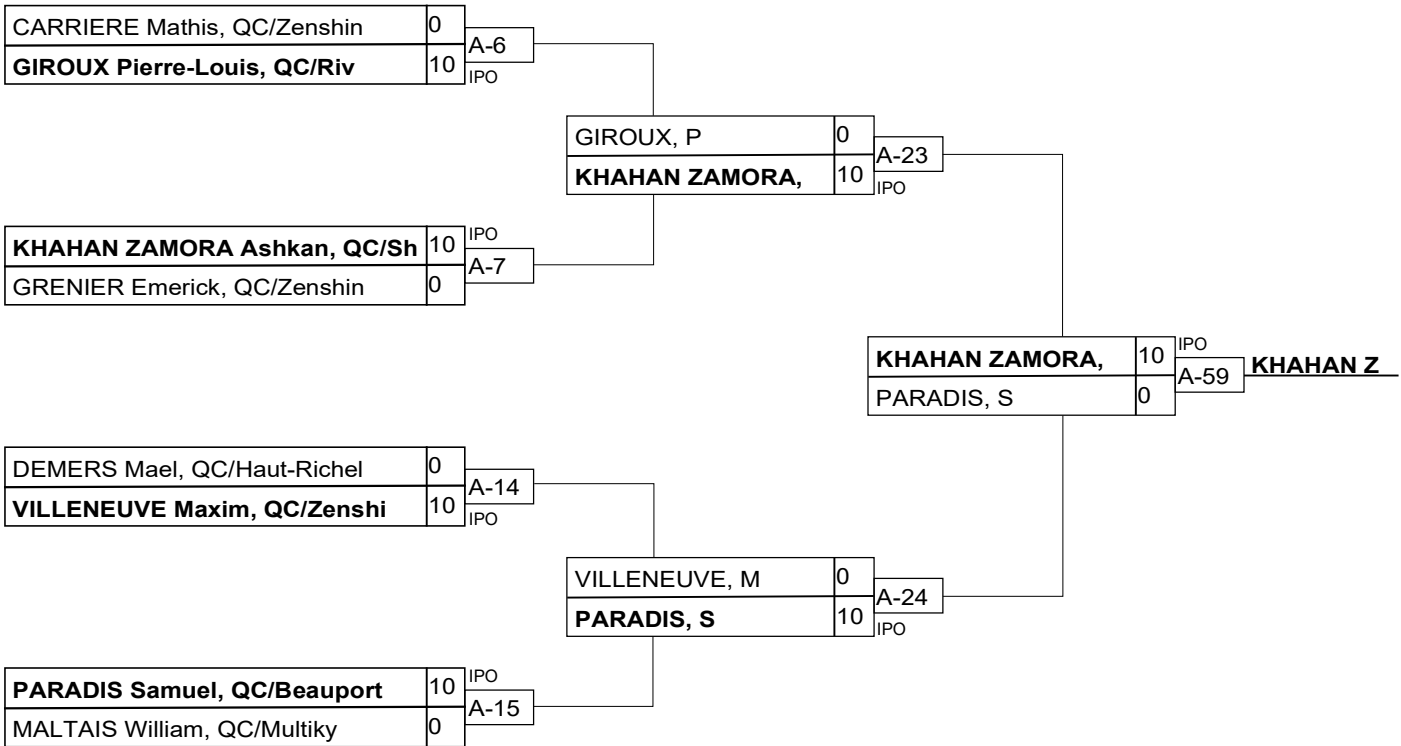 CARRIERE Mathis, QC/Zenshin 0
A-6
GIROUX Pierre-Louis, QC/Riv 10
IPO
GIROUX, P 0
A-23
KHAHAN ZAMORA, 10
IPO
KHAHAN ZAMORA Ashkan, QC/Sh 10
IPO
A-7
GRENIER Emerick, QC/Zenshin 0
KHAHAN ZAMORA, 10
IPO
A-59
KHAHAN Z
PARADIS, S 0
DEMERS Mael, QC/Haut-Richel 0
A-14
VILLENEUVE Maxim, QC/Zenshi 10
IPO
VILLENEUVE, M 0
A-24
PARADIS, S 10
IPO
PARADIS Samuel, QC/Beauport 10
IPO
A-15
MALTAIS William, QC/Multiky 0